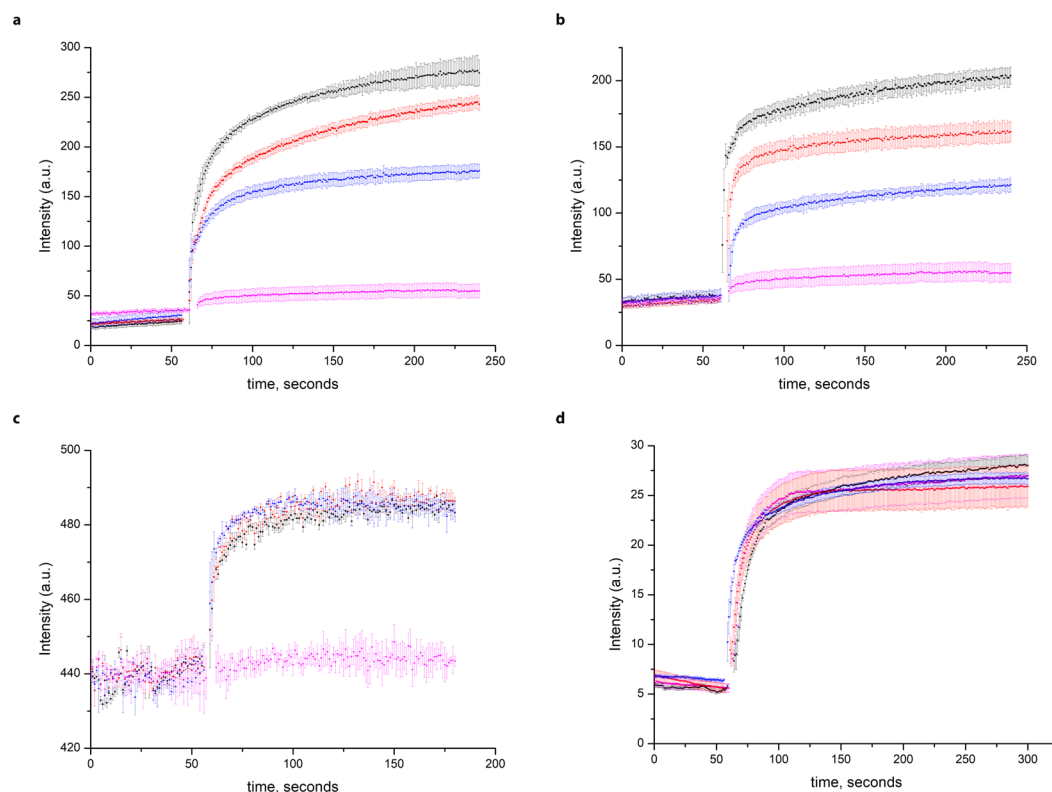 a
300
250
200
150
100
50
0
Intensity (a.u.)
0 50 100 150 200 250
time, seconds
b
200
150
100
50
0
Intensity (a.u.)
0 50 100 150 200 250
time, seconds
c
500
480
460
440
420
Intensity (a.u.)
0 50 100 150 200
time, seconds
d
30
25
20
15
10
5
0
Intensity (a.u.)
0 50 100 150 200 250 300
time, seconds